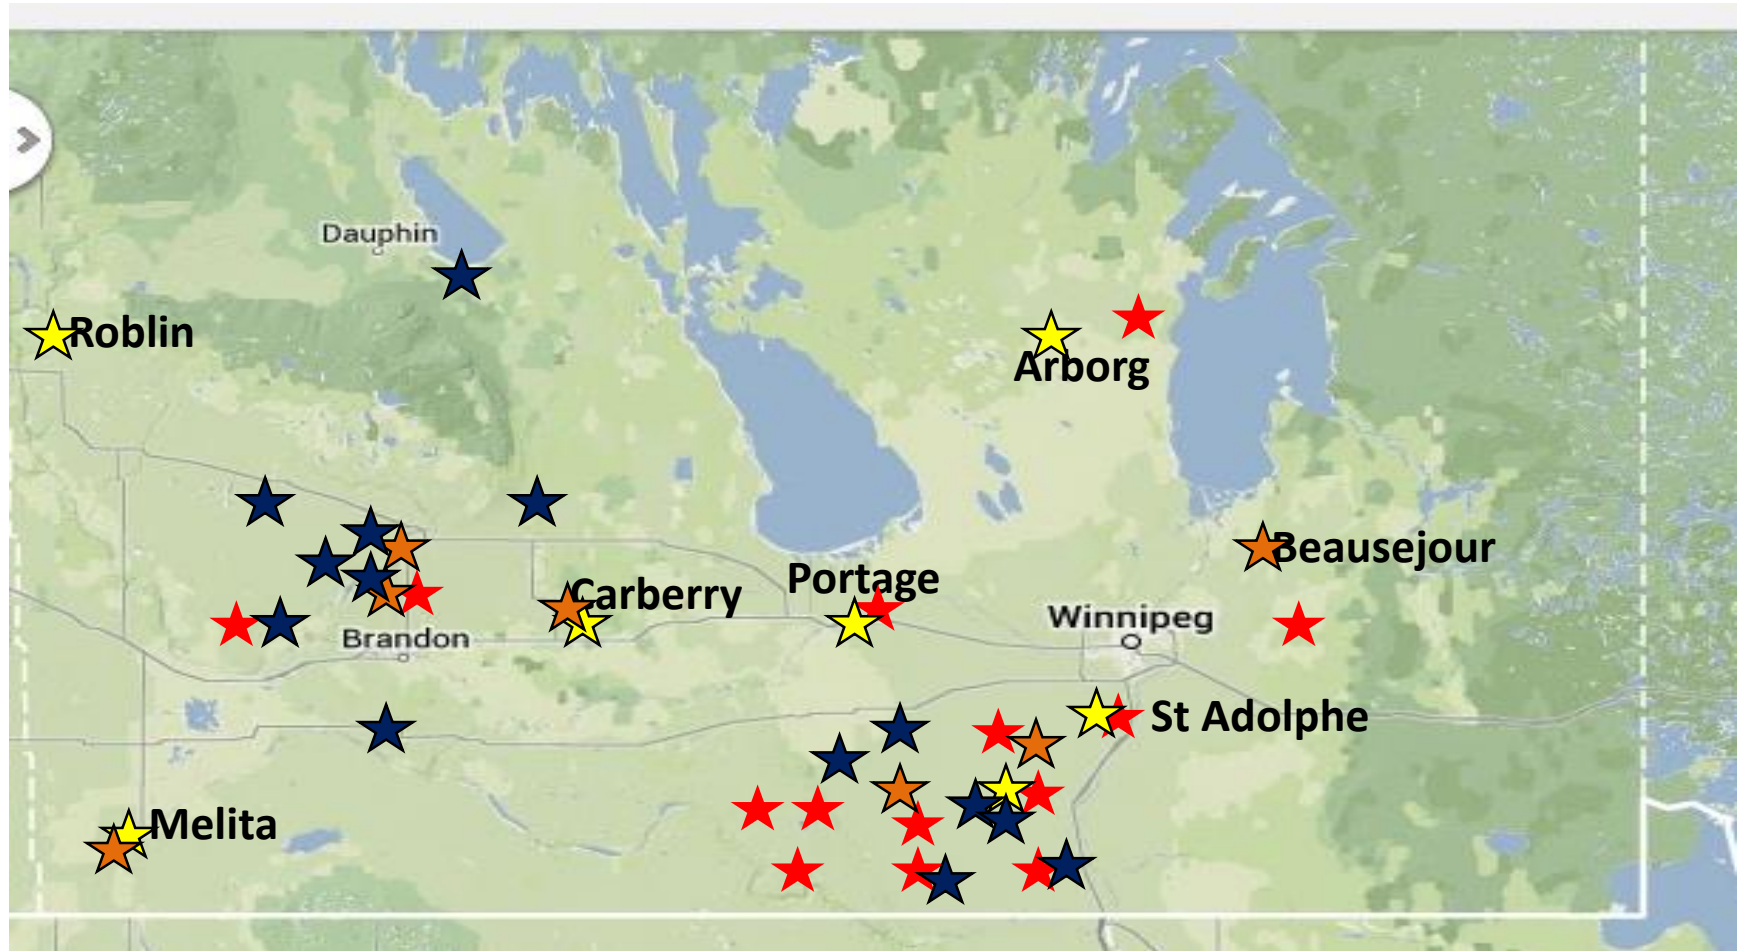 Dauphin
Roblin
Arborg
Beausejour
Carberry
Portage
Winnipeg
Brandon
St Adolphe
Melita